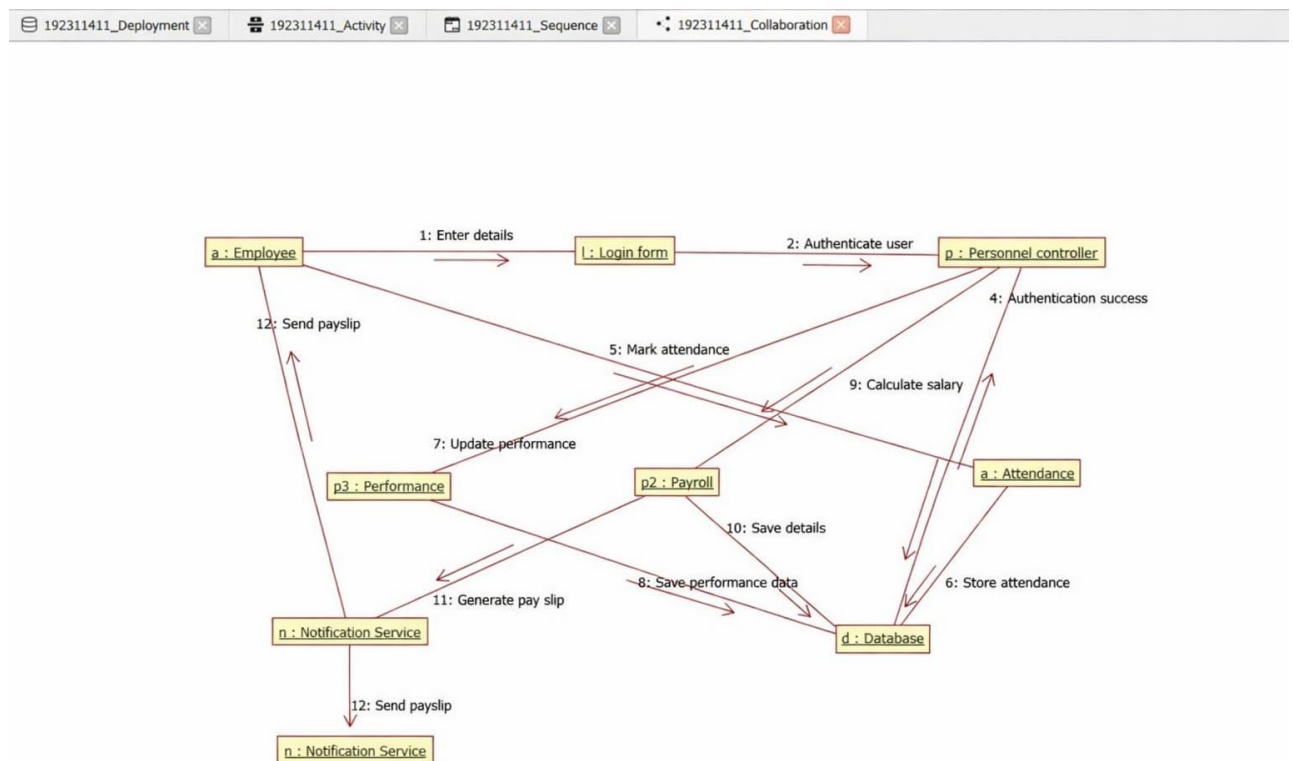 192311411_Deployment
192311411_Activity
192311411_Sequence
192311411_Collaboration
1: Enter details
2: Authenticate user
a : Employee
l : Login form
p : Personnel controller
4: Authentication success
12: Send payslip
5: Mark attendance
9: Calculate salary
7: Update performance
p3 : Performance
p2 : Payroll
a : Attendance
10: Save details
8: Save performance data
6: Store attendance
11: Generate pay slip
n : Notification Service
d : Database
12: Send payslip
n : Notification Service